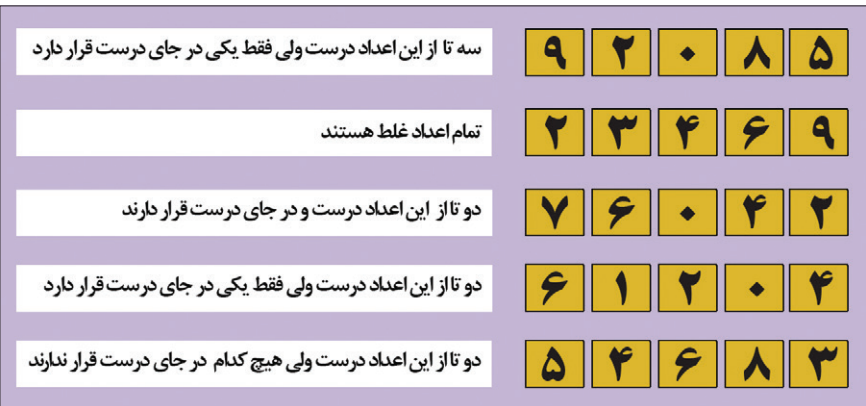 سه تا از این اعداد درست ولی فقط یکی در جای درست قرار دارد
۹ ۲ ۰ ۸ ۵
تمام اعداد غلط هستند
۲ ۳ ۴ ۶ ۹
دو تا از این اعداد درست و در جای درست قرار دارند
۷ ۶ ۰ ۴ ۲
دو تا از این اعداد درست ولی فقط یکی در جای درست قرار دارد
۶ ۱ ۲ ۰ ۴
دو تا از این اعداد درست ولی هیچ کدام در جای درست قرار ندارند
۵ ۴ ۶ ۸ ۳